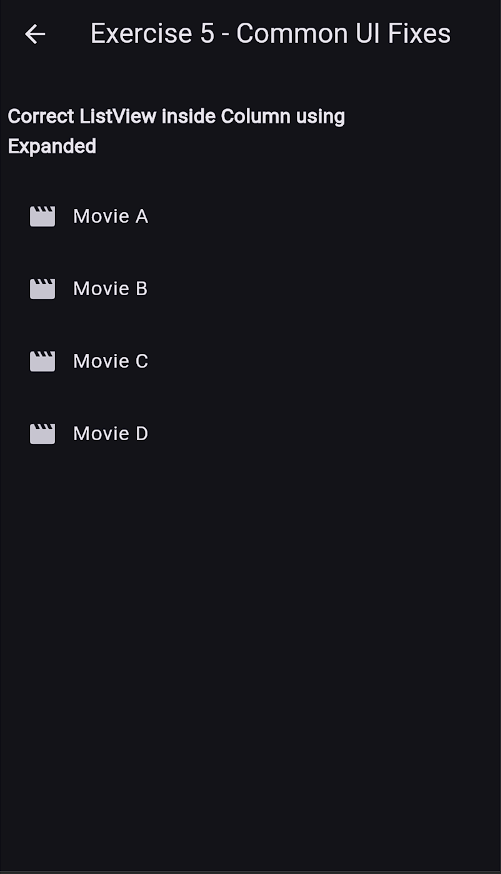 Exercise 5 - Common UI Fixes
Correct ListView inside Column using
Expanded
Movie A
Movie B
Movie C
Movie D